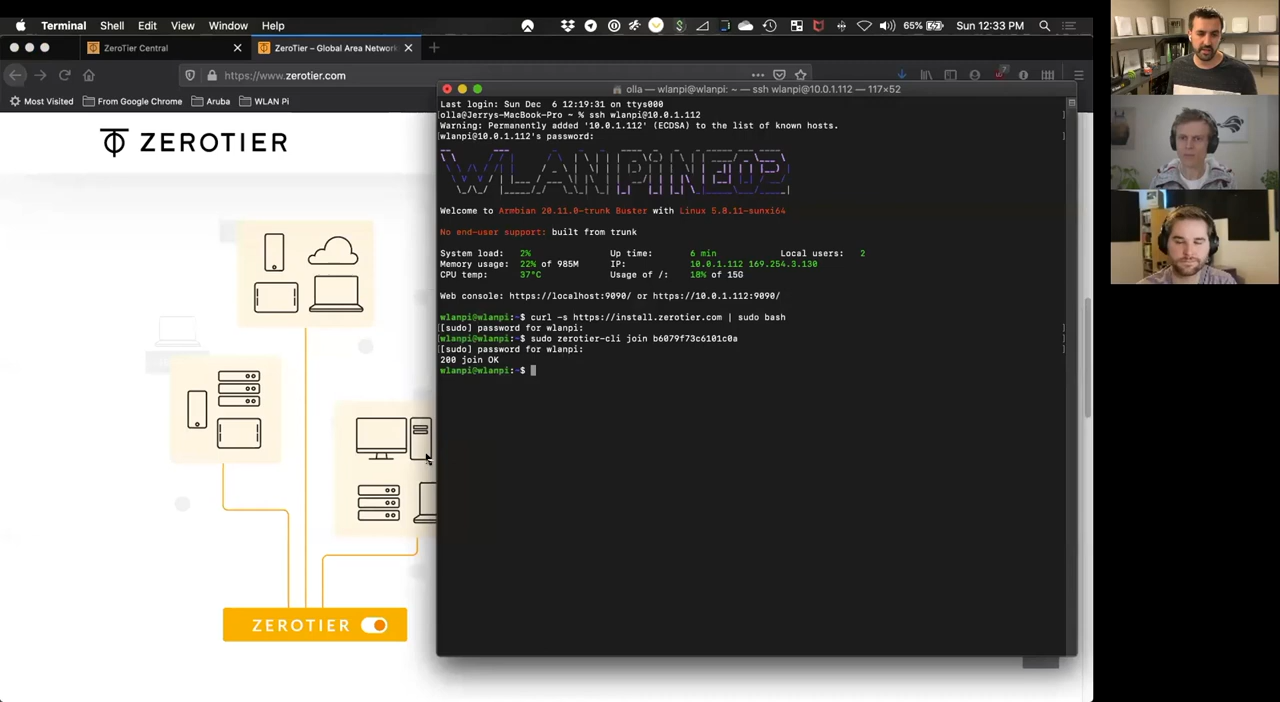 Terminal Shell Edit View Window Help 65% Sun 12:33 PM
ZeroTier Central ZeroTier – Global Area Network
https://www.zerotier.com
Most Visited From Google Chrome Aruba WLAN Pi
olla — wlanpi@wlanpi: ~ — ssh wlanpi@10.0.1.112 — 117×52
ZEROTIER
Last login: Sun Dec  6 12:19:31 on ttys000
[olla@Jerrys-MacBook-Pro ~ % ssh wlanpi@10.0.1.112 ]
Warning: Permanently added '10.0.1.112' (ECDSA) to the list of known hosts.
[wlanpi@10.0.1.112's password: ]
WLANPiNEO2
Welcome to Armbian 20.11.0-trunk Buster with Linux 5.8.11-sunxi64
No end-user support: built from trunk
System load: 2% Up time: 6 min Local users: 2
Memory usage: 22% of 985M IP: 10.0.1.112 169.254.3.130
CPU temp: 37°C Usage of /: 18% of 15G
Web console: https://localhost:9090/ or https://10.0.1.112:9090/
wlanpi@wlanpi:~$ curl -s https://install.zerotier.com | sudo bash
[[sudo] password for wlanpi: ]
wlanpi@wlanpi:~$ sudo zerotier-cli join b6079f73c6101c0a
[[sudo] password for wlanpi: ]
200 join OK
wlanpi@wlanpi:~$
ZEROTIER